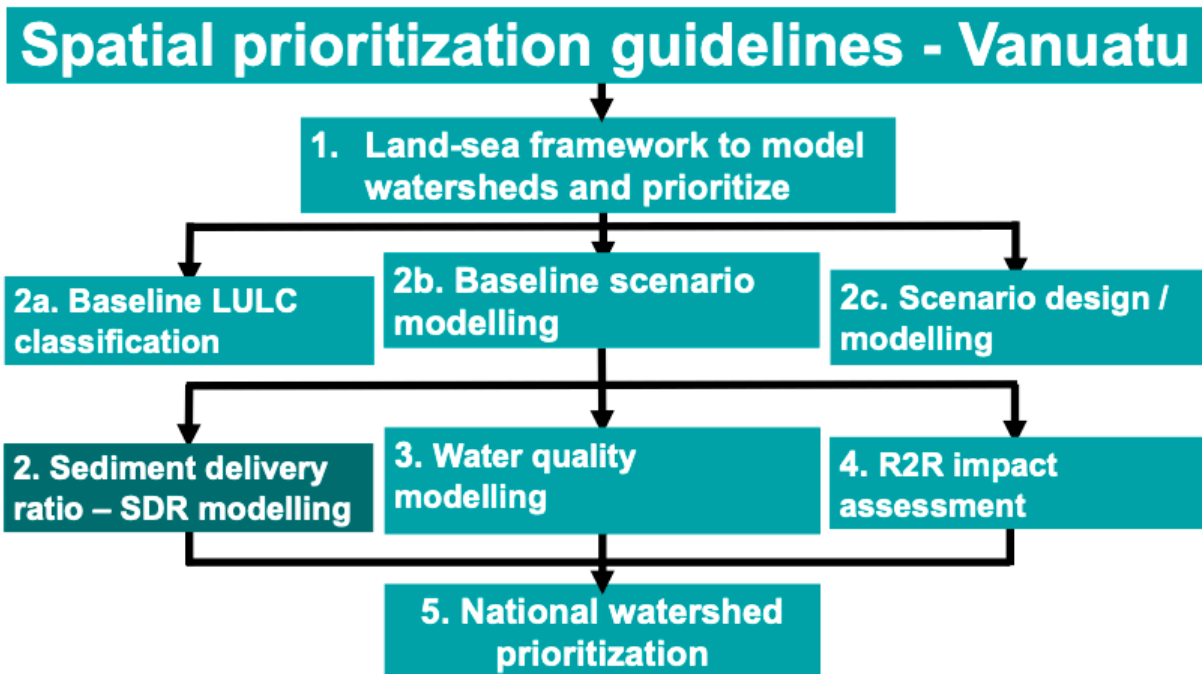 Spatial prioritization guidelines - Vanuatu
1. Land-sea framework to model
watersheds and prioritize
2a. Baseline LULC
classification
2b. Baseline scenario
modelling
2c. Scenario design /
modelling
2. Sediment delivery
ratio – SDR modelling
3. Water quality
modelling
4. R2R impact
assessment
5. National watershed
prioritization